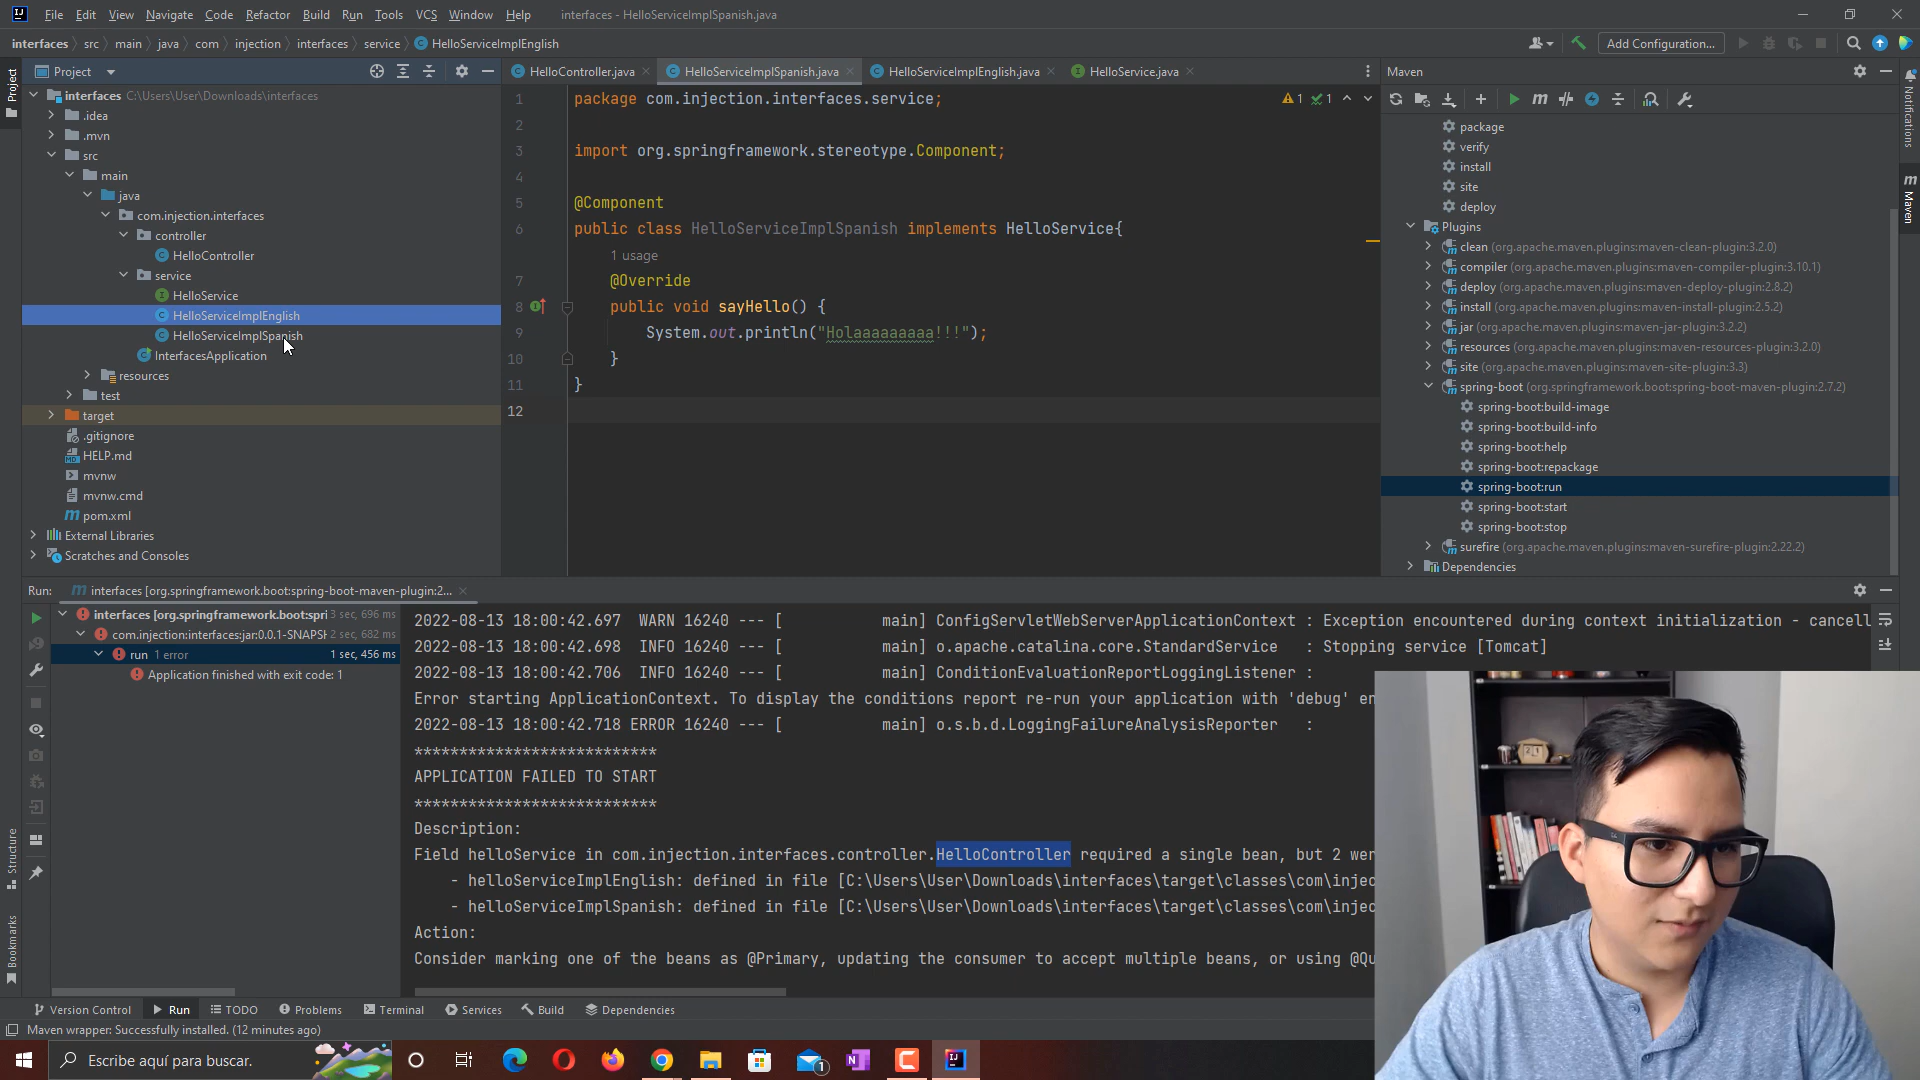 File Edit View Navigate Code Refactor Build Run Tools VCS Window Help interfaces - HelloServiceImplSpanish.java
interfaces src main java com injection interfaces service HelloServiceImplEnglish Add Configuration...
Project
HelloController.java HelloServiceImplSpanish.java HelloServiceImplEnglish.java HelloService.java
Maven
Project
Notifications
Maven
Structure
Bookmarks
interfaces C:\Users\User\Downloads\interfaces
.idea
.mvn
src
main
java
com.injection.interfaces
controller
HelloController
service
HelloService
HelloServiceImplEnglish
HelloServiceImplSpanish
InterfacesApplication
resources
test
target
.gitignore
HELP.md
mvnw
mvnw.cmd
pom.xml
External Libraries
Scratches and Consoles
1 package com.injection.interfaces.service; 1 1
2
3 import org.springframework.stereotype.Component;
4
5 @Component
6 public class HelloServiceImplSpanish implements HelloService{
1 usage
7 @Override
8 public void sayHello() {
9 System.out.println("Holaaaaaaaaa!!!");
10 }
11 }
12
package
verify
install
site
deploy
Plugins
clean (org.apache.maven.plugins:maven-clean-plugin:3.2.0)
compiler (org.apache.maven.plugins:maven-compiler-plugin:3.10.1)
deploy (org.apache.maven.plugins:maven-deploy-plugin:2.8.2)
install (org.apache.maven.plugins:maven-install-plugin:2.5.2)
jar (org.apache.maven.plugins:maven-jar-plugin:3.2.2)
resources (org.apache.maven.plugins:maven-resources-plugin:3.2.0)
site (org.apache.maven.plugins:maven-site-plugin:3.3)
spring-boot (org.springframework.boot:spring-boot-maven-plugin:2.7.2)
spring-boot:build-image
spring-boot:build-info
spring-boot:help
spring-boot:repackage
spring-boot:run
spring-boot:start
spring-boot:stop
surefire (org.apache.maven.plugins:maven-surefire-plugin:2.22.2)
Dependencies
Run: interfaces [org.springframework.boot:spring-boot-maven-plugin:2...
interfaces [org.springframework.boot:spri 3 sec, 696 ms
com.injection:interfaces:jar:0.0.1-SNAPSH 2 sec, 682 ms
run 1 error 1 sec, 456 ms
Application finished with exit code: 1
2022-08-13 18:00:42.697 WARN 16240 --- [ main] ConfigServletWebServerApplicationContext : Exception encountered during context initialization - cancell
2022-08-13 18:00:42.698 INFO 16240 --- [ main] o.apache.catalina.core.StandardService : Stopping service [Tomcat]
2022-08-13 18:00:42.706 INFO 16240 --- [ main] ConditionEvaluationReportLoggingListener :
Error starting ApplicationContext. To display the conditions report re-run your application with 'debug' en
2022-08-13 18:00:42.718 ERROR 16240 --- [ main] o.s.b.d.LoggingFailureAnalysisReporter :
***************************
APPLICATION FAILED TO START
***************************
Description:
Field helloService in com.injection.interfaces.controller.HelloController required a single bean, but 2 wer
- helloServiceImplEnglish: defined in file [C:\Users\User\Downloads\interfaces\target\classes\com\injec
- helloServiceImplSpanish: defined in file [C:\Users\User\Downloads\interfaces\target\classes\com\injec
Action:
Consider marking one of the beans as @Primary, updating the consumer to accept multiple beans, or using @Qu
Version Control Run TODO Problems Terminal Services Build Dependencies
Maven wrapper: Successfully installed. (12 minutes ago)
Escribe aquí para buscar.